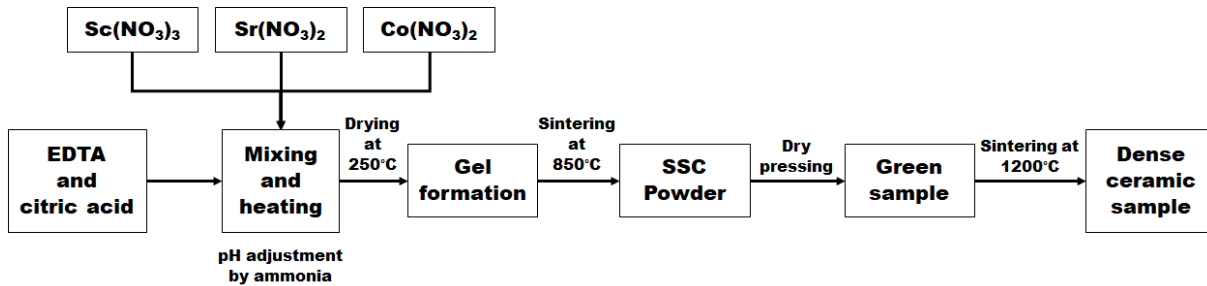 Sc(NO₃)₃
Sr(NO₃)₂
Co(NO₃)₂
EDTA
and
citric acid
Mixing
and
heating
pH adjustment
by ammonia
Drying
at
250°C
Gel
formation
Sintering
at
850°C
SSC
Powder
Dry
pressing
Green
sample
Sintering at
1200°C
Dense
ceramic
sample